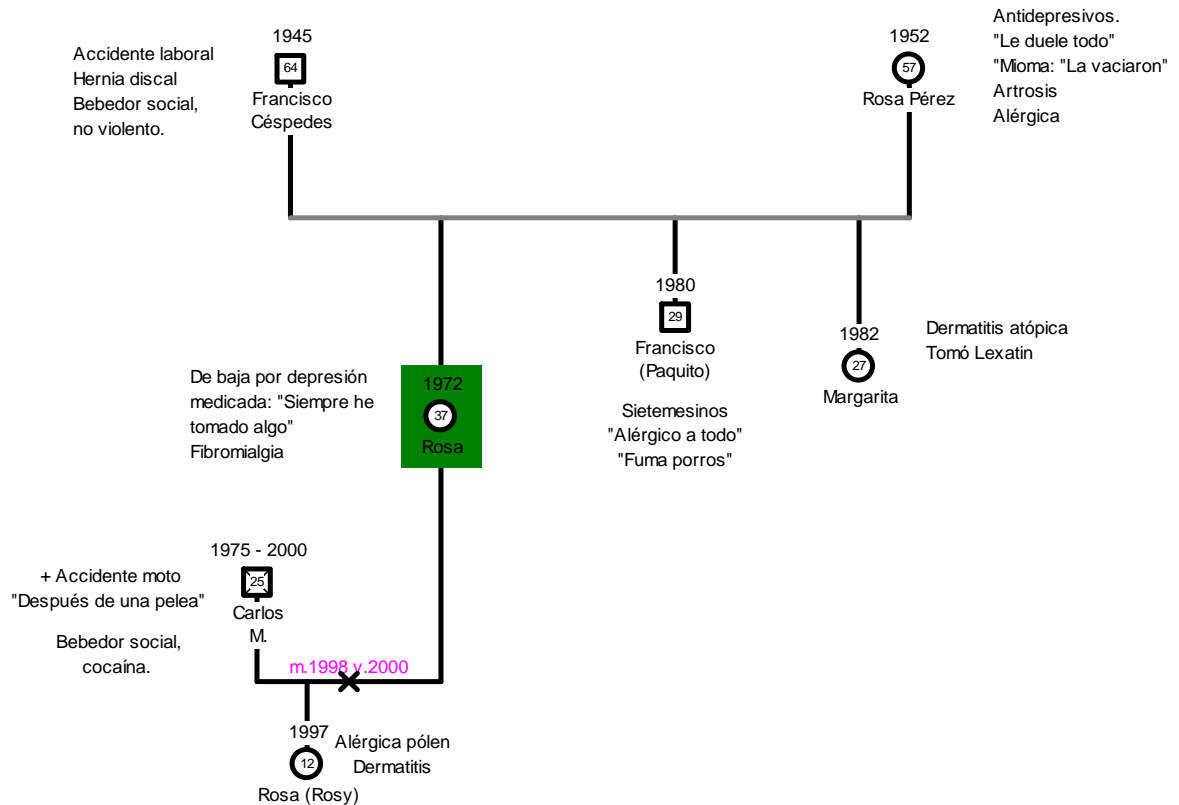 1945
64
Francisco
Céspedes
Accidente laboral
Hernia discal
Bebedor social,
no violento.
1952
57
Rosa Pérez
Antidepresivos.
"Le duele todo"
"Mioma: "La vaciaron"
Artrosis
Alérgica
De baja por depresión
medicada: "Siempre he
tomado algo"
Fibromialgia
1972
37
Rosa
1980
29
Francisco
(Paquito)
Sietemesinos
"Alérgico a todo"
"Fuma porros"
1982
27
Margarita
Dermatitis atópica
Tomó Lexatin
1975 - 2000
25
Carlos
M.
+ Accidente moto
"Después de una pelea"
Bebedor social,
cocaína.
m.1998 v.2000
1997
12
Rosa (Rosy)
Alérgica pólen
Dermatitis